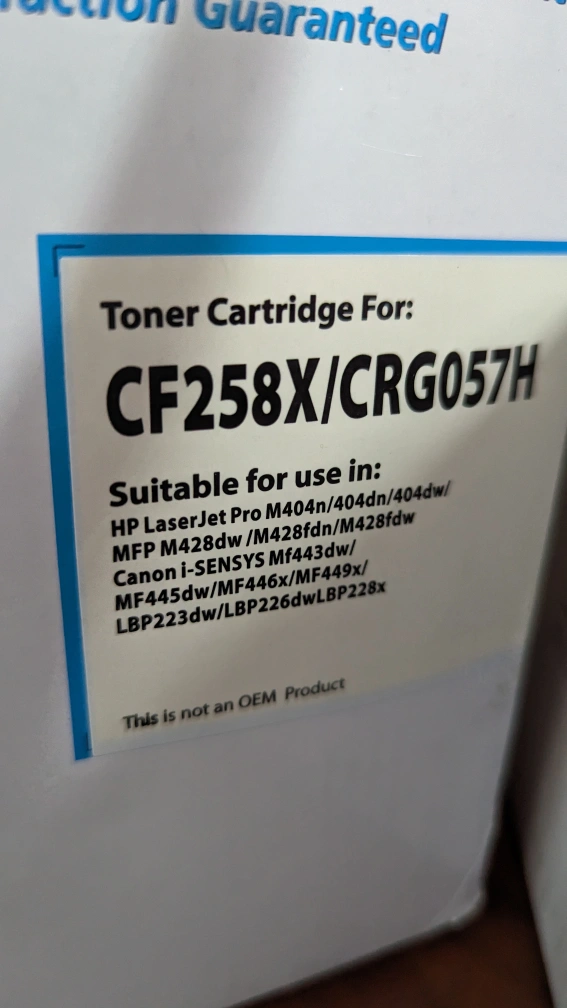 Guaranteed
Toner Cartridge For:
CF258X/CRG057H
Suitable for use in:
HP LaserJet Pro M404n/404dn/404dw/
MFP M428dw /M428fdn/M428fdw
Canon i-SENSYS Mf443dw/
MF445dw/MF446x/MF449x/
LBP223dw/LBP226dwLBP228x
This is not an OEM Product